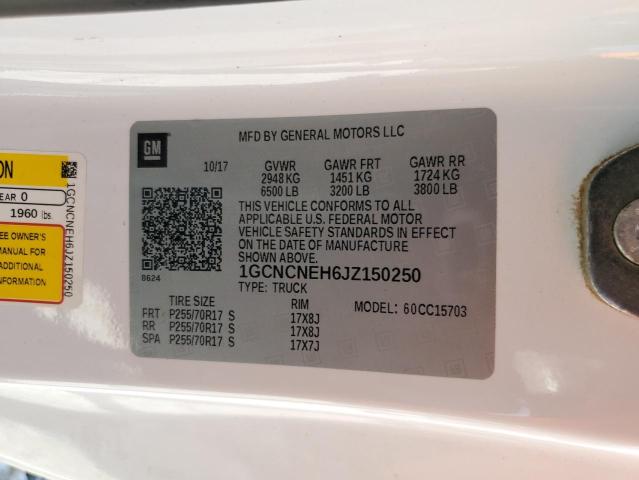 GM
MFD BY GENERAL MOTORS LLC
10/17 GVWR GAWR FRT GAWR RR
2948 KG 1451 KG 1724 KG
6500 LB 3200 LB 3800 LB
THIS VEHICLE CONFORMS TO ALL
APPLICABLE U.S. FEDERAL MOTOR
VEHICLE SAFETY STANDARDS IN EFFECT
ON THE DATE OF MANUFACTURE
SHOWN ABOVE.
8624
1GCNCNEH6JZ150250
TYPE: TRUCK
TIRE SIZE RIM MODEL: 60CC15703
FRT P255/70R17 S 17X8J
RR P255/70R17 S 17X8J
SPA P255/70R17 S 17X7J
ION
EAR 0
1960 lbs.
EE OWNER'S
MANUAL FOR
ADDITIONAL
INFORMATION
1GCNCNEH6JZ150250